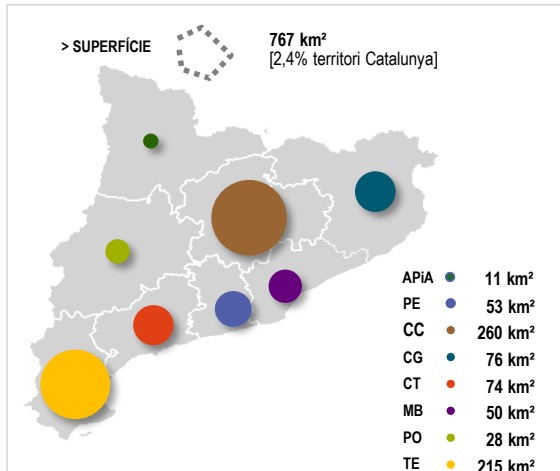 > SUPERFÍCIE
767 km²
[2,4% territori Catalunya]
APiA 11 km²
PE 53 km²
CC 260 km²
CG 76 km²
CT 74 km²
MB 50 km²
PO 28 km²
TE 215 km²